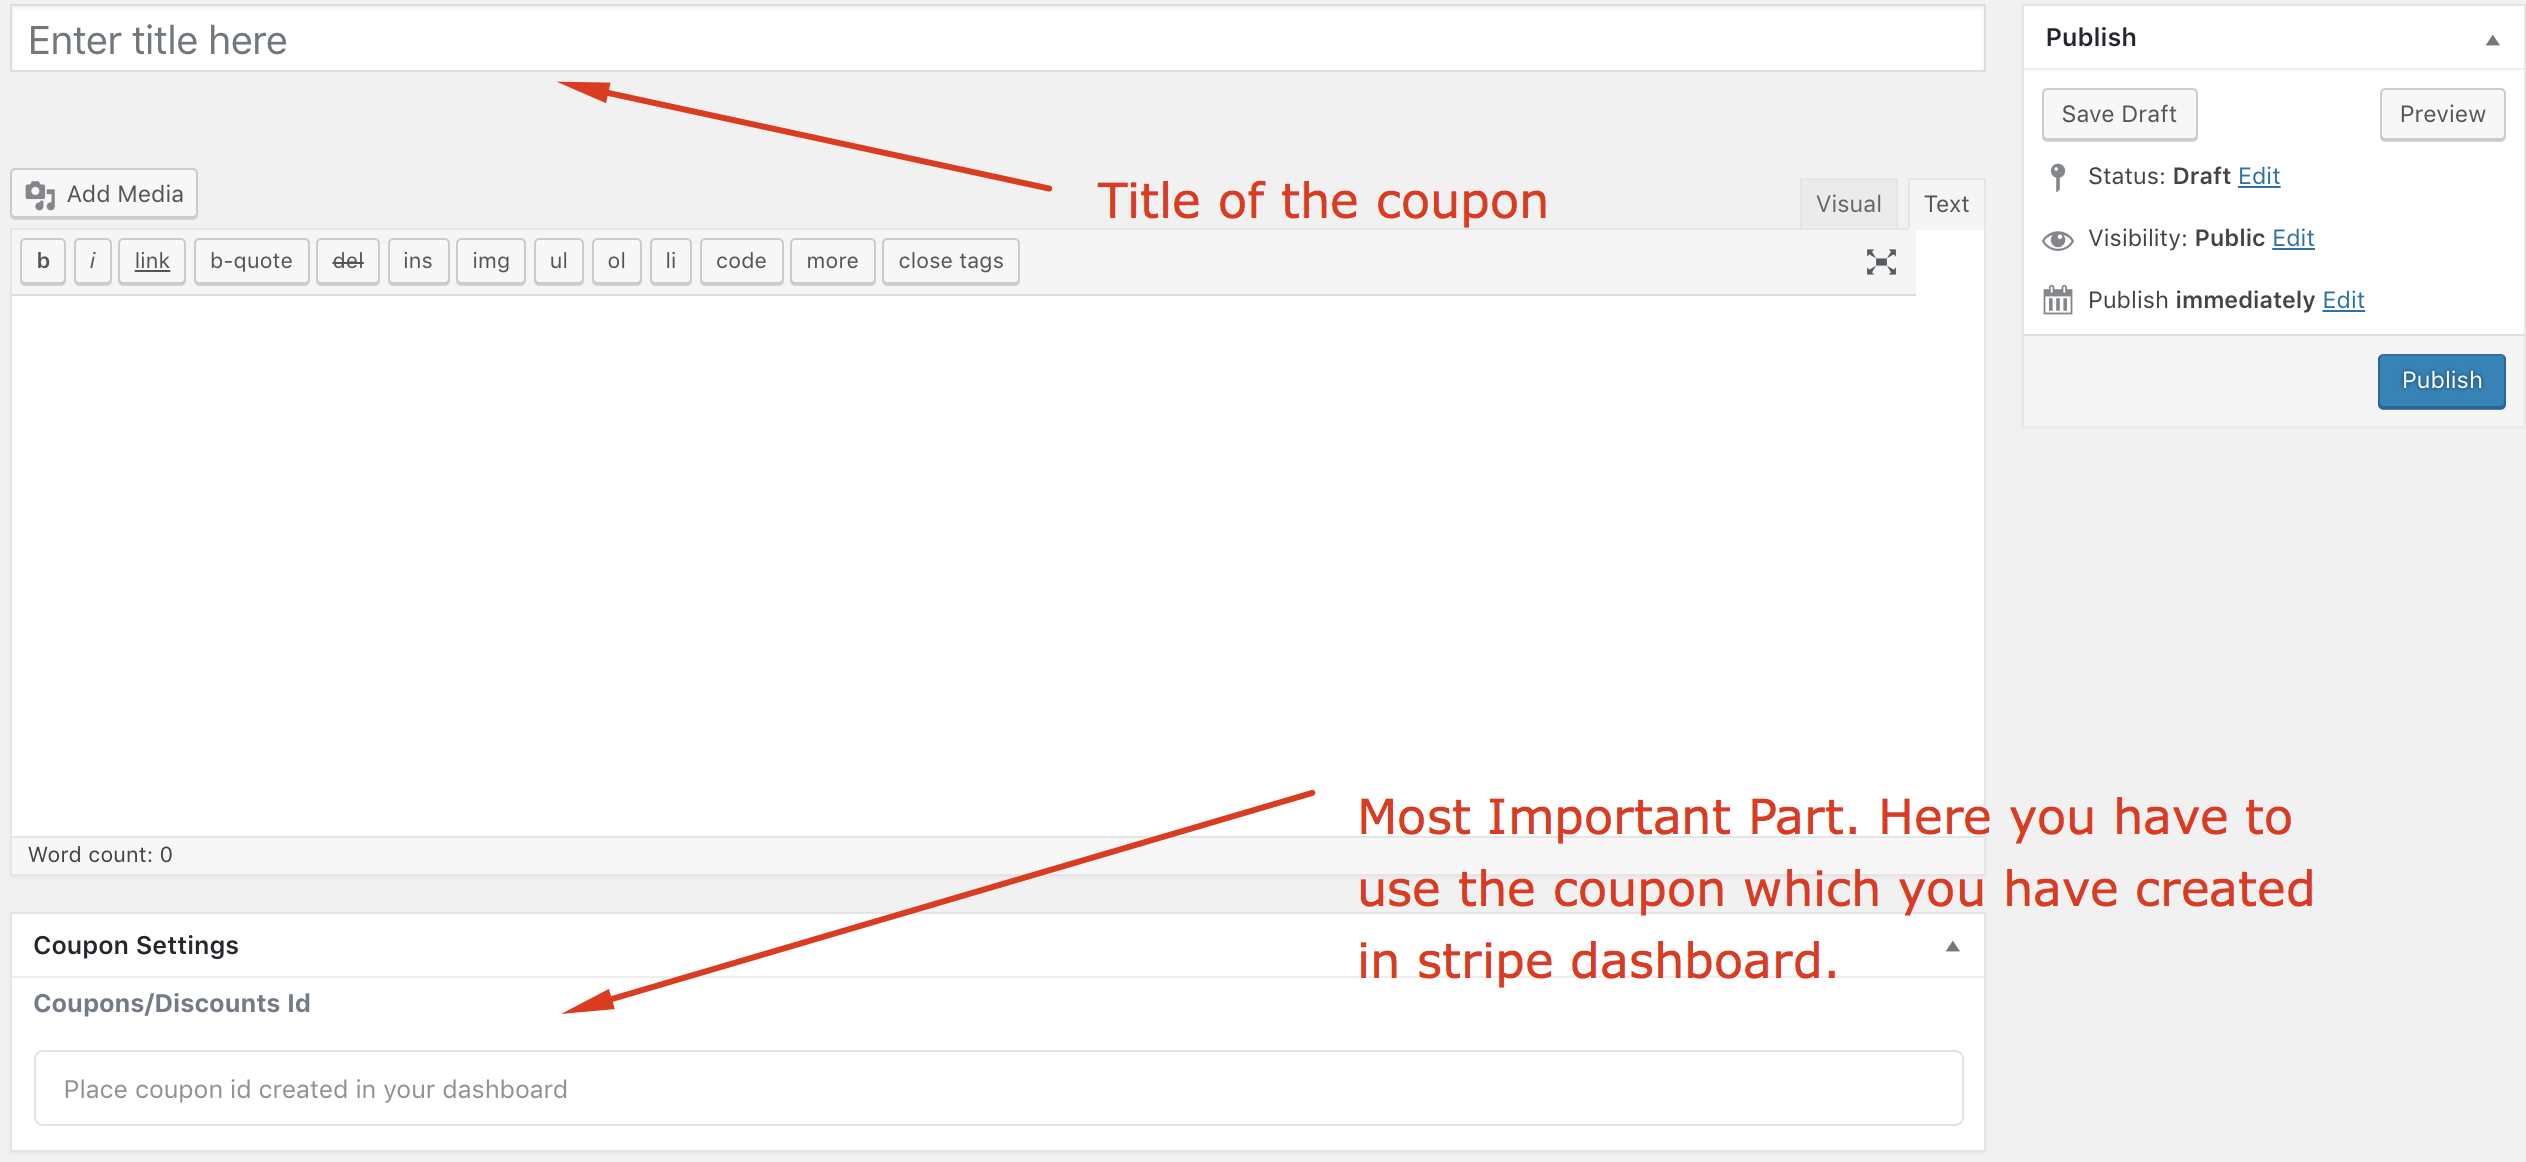 Enter title here
Title of the coupon
Add Media
Visual
Text
b
i
link
b-quote
del
ins
img
ul
ol
li
code
more
close tags
Most Important Part. Here you have to
use the coupon which you have created
in stripe dashboard.
Word count: 0
Coupon Settings
Coupons/Discounts Id
Place coupon id created in your dashboard
Publish
Save Draft
Preview
Status: Draft Edit
Visibility: Public Edit
Publish immediately Edit
Publish